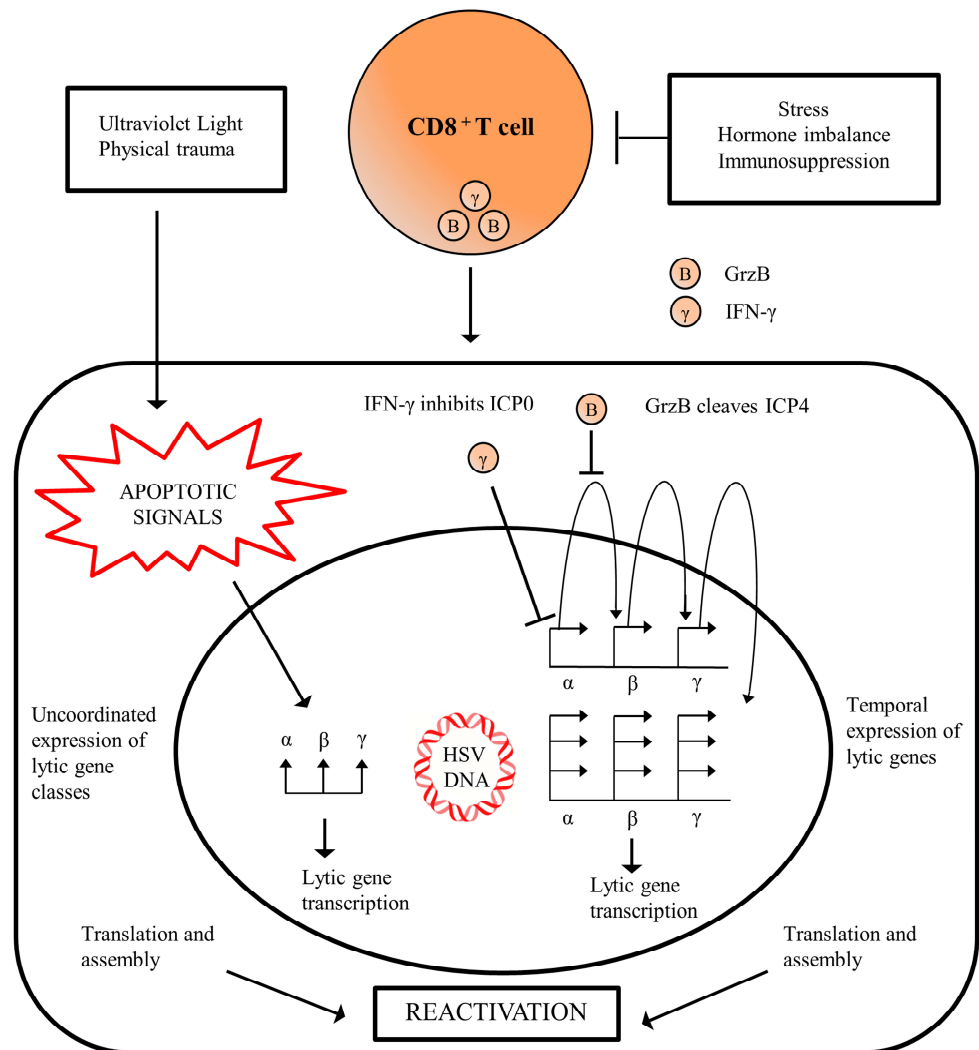 Ultraviolet Light
Physical trauma
CD8+ T cell
γ
B
B
Stress
Hormone imbalance
Immunosuppression
B GrzB
γ IFN-γ
IFN-γ inhibits ICP0
B
GrzB cleaves ICP4
γ
APOPTOTIC
SIGNALS
α β γ
Uncoordinated
expression of
lytic gene
classes
α β γ
HSV
DNA
α β γ
Temporal
expression of
lytic genes
Lytic gene
transcription
Lytic gene
transcription
Translation and
assembly
Translation and
assembly
REACTIVATION